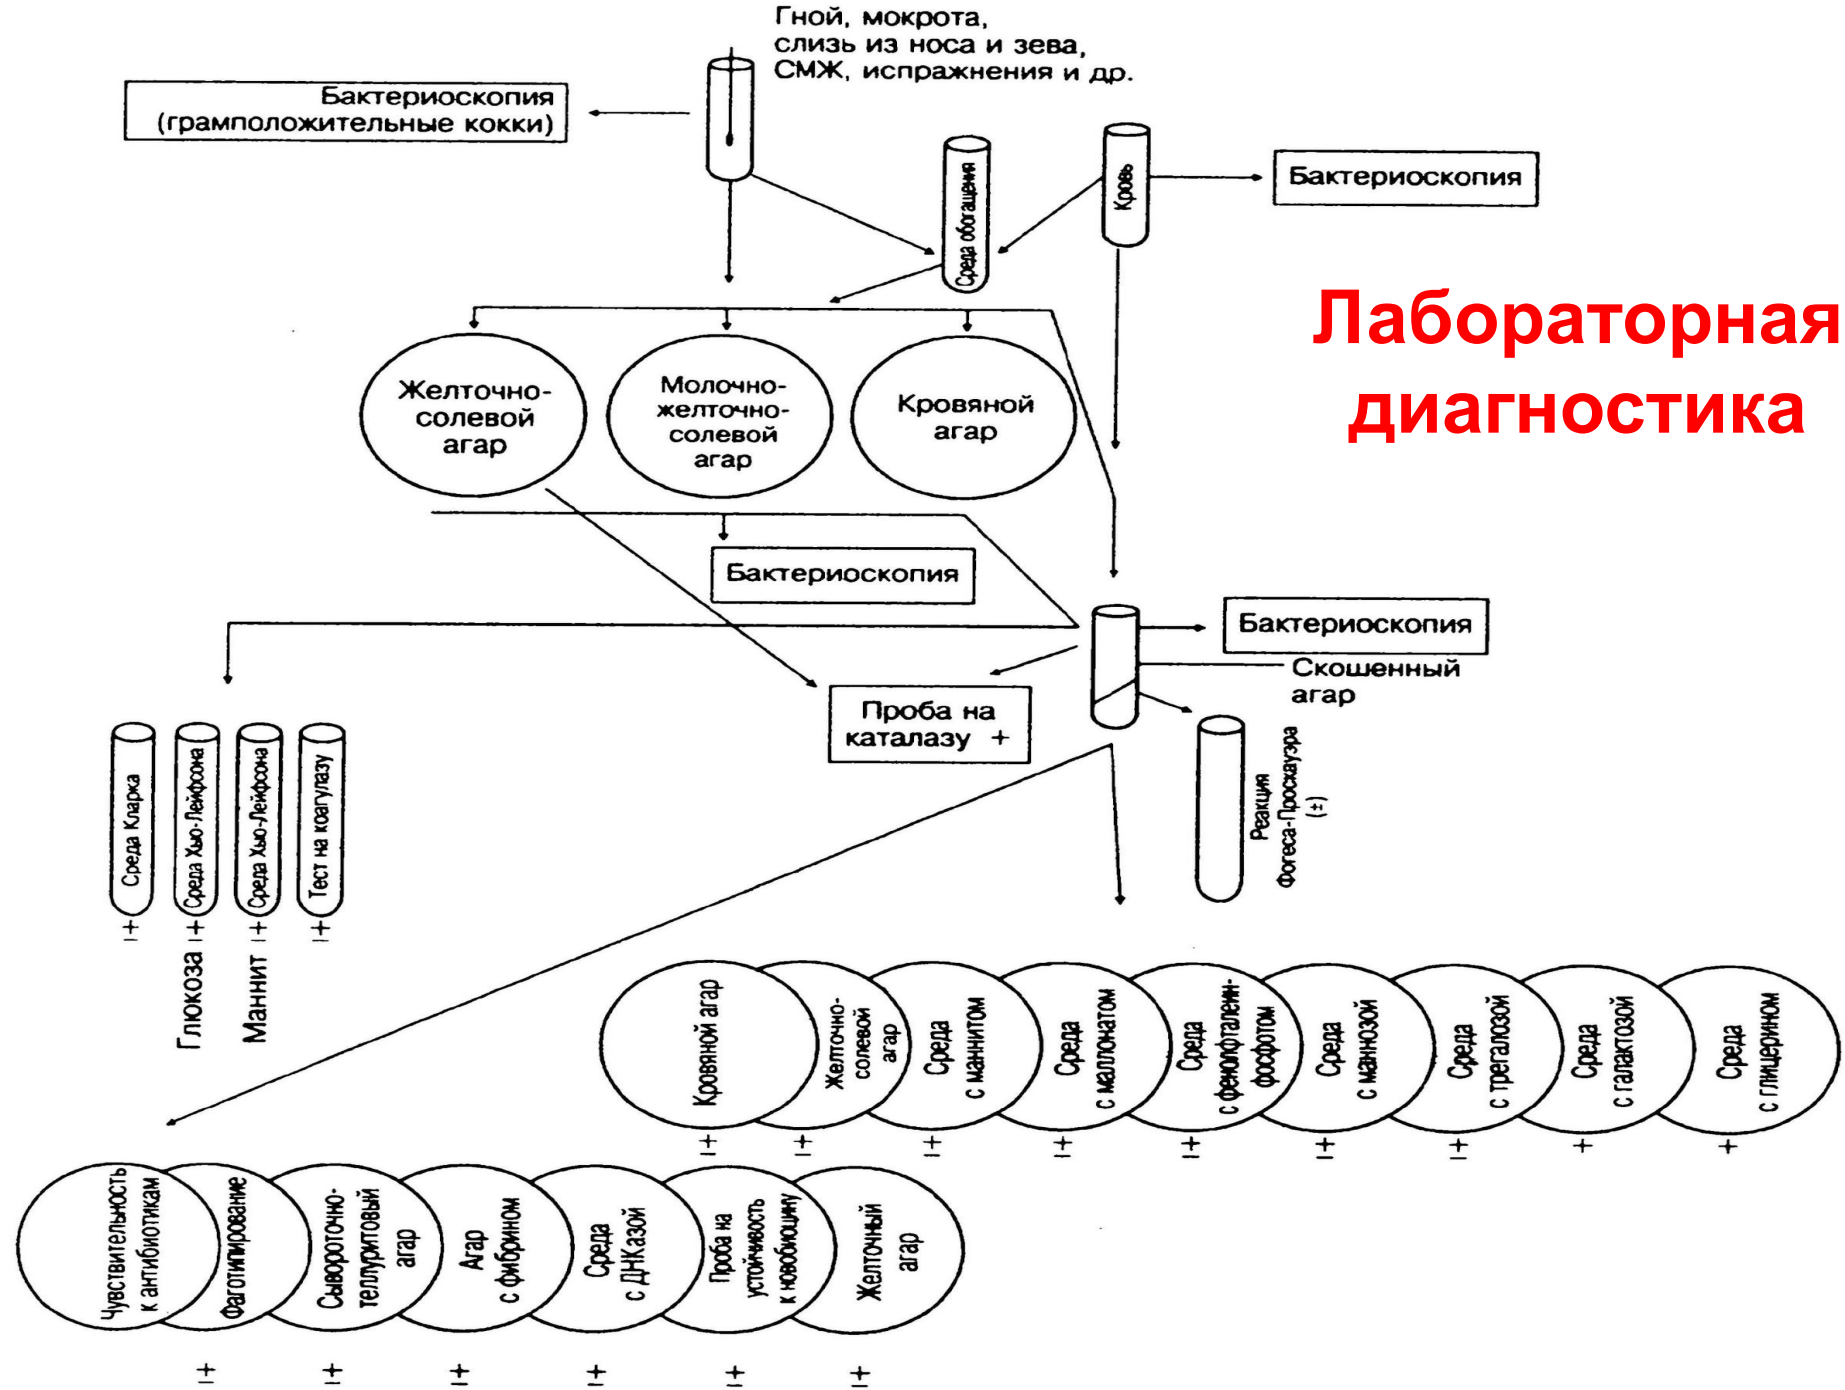 Гной, мокрота,
слизь из носа и зева,
СМЖ, испражнения и др.
Бактериоскопия
(грамположительные кокки)
Среда обогащения
Кровь
Бактериоскопия
Лабораторная
диагностика
Желточно-
солевой
агар
Молочно-
желточно-
солевой
агар
Кровяной
агар
Бактериоскопия
Бактериоскопия
Скошенный
агар
Проба на
каталазу +
Реакция
Фогеса-Проскауэра
(±)
Среда Кларка
±
Среда Хью-Лейфсона
Глюкоза ±
Среда Хью-Лейфсона
Маннит ±
Тест на коагулазу
±
Кровяной агар
±
Желточно-
солевой
агар
±
Среда
с маннитом
±
Среда
с маллонатом
±
Среда
с фенолфталеин-
фосфотом
±
Среда
с маннозой
±
Среда
с трегалозой
±
Среда
с галактозой
+
Среда
с глицерином
+
Чувствительность
к антибиотикам
Фаготипирование
±
Сывороточно-
теллуритовый
агар
±
Агар
с фибрином
±
Среда
с ДНКазой
±
Проба на
устойчивость
к новобиоцину
±
Желточный
агар
±